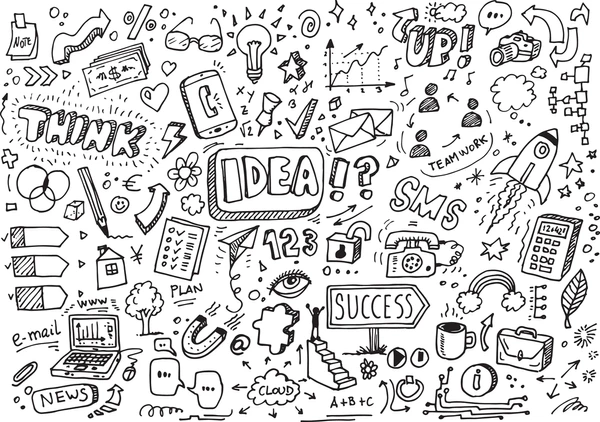 NOTE
UP!
THINK
TEAMWORK
IDEA
!?
SMS
123
PLAN
www
SUCCESS
e-mail
@
NEWS
CLOUD
A+B+C
i